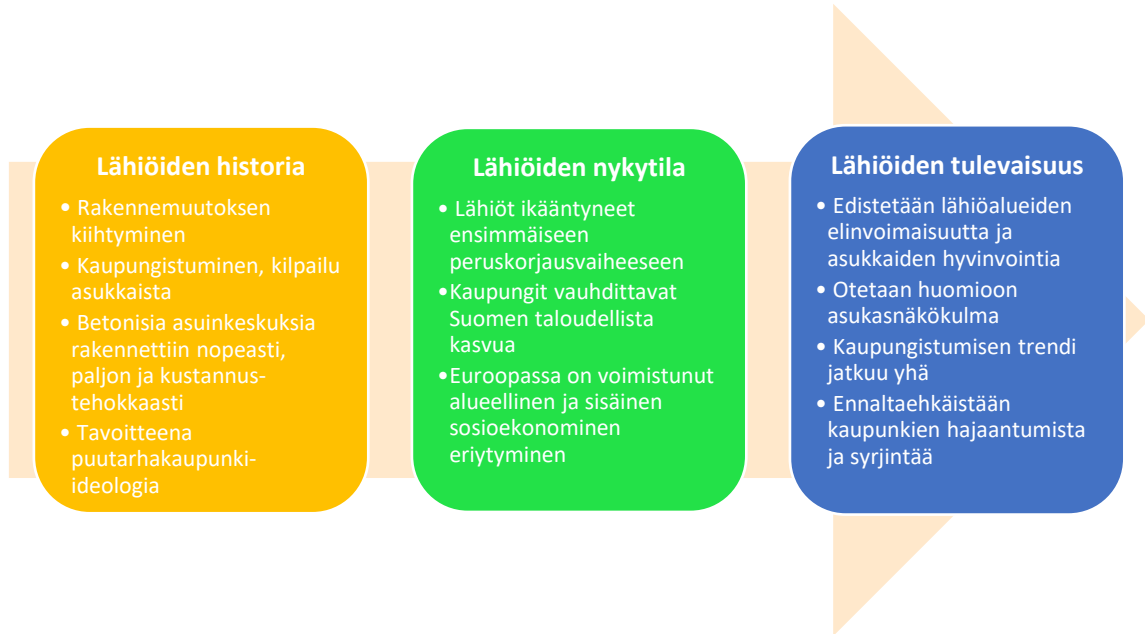 Lähiöiden historia
• Rakennemuutoksen
kiihtyminen
• Kaupungistuminen, kilpailu
asukkaista
• Betonisia asuinkeskuksia
rakennettiin nopeasti,
paljon ja kustannus-
tehokkaasti
• Tavoitteena
puutarhakaupunki-
ideologia
Lähiöiden nykytila
• Lähiöt ikääntyneet
ensimmäiseen
peruskorjausvaiheeseen
•Kaupungit vauhdittavat
Suomen taloudellista
kasvua
•Euroopassa on voimistunut
alueellinen ja sisäinen
sosioekonominen
eriytyminen
Lähiöiden tulevaisuus
• Edistetään lähiöalueiden
elinvoimaisuutta ja
asukkaiden hyvinvointia
• Otetaan huomioon
asukasnäkökulma
• Kaupungistumisen trendi
jatkuu yhä
• Ennaltaehkäistään
kaupunkien hajaantumista
ja syrjintää